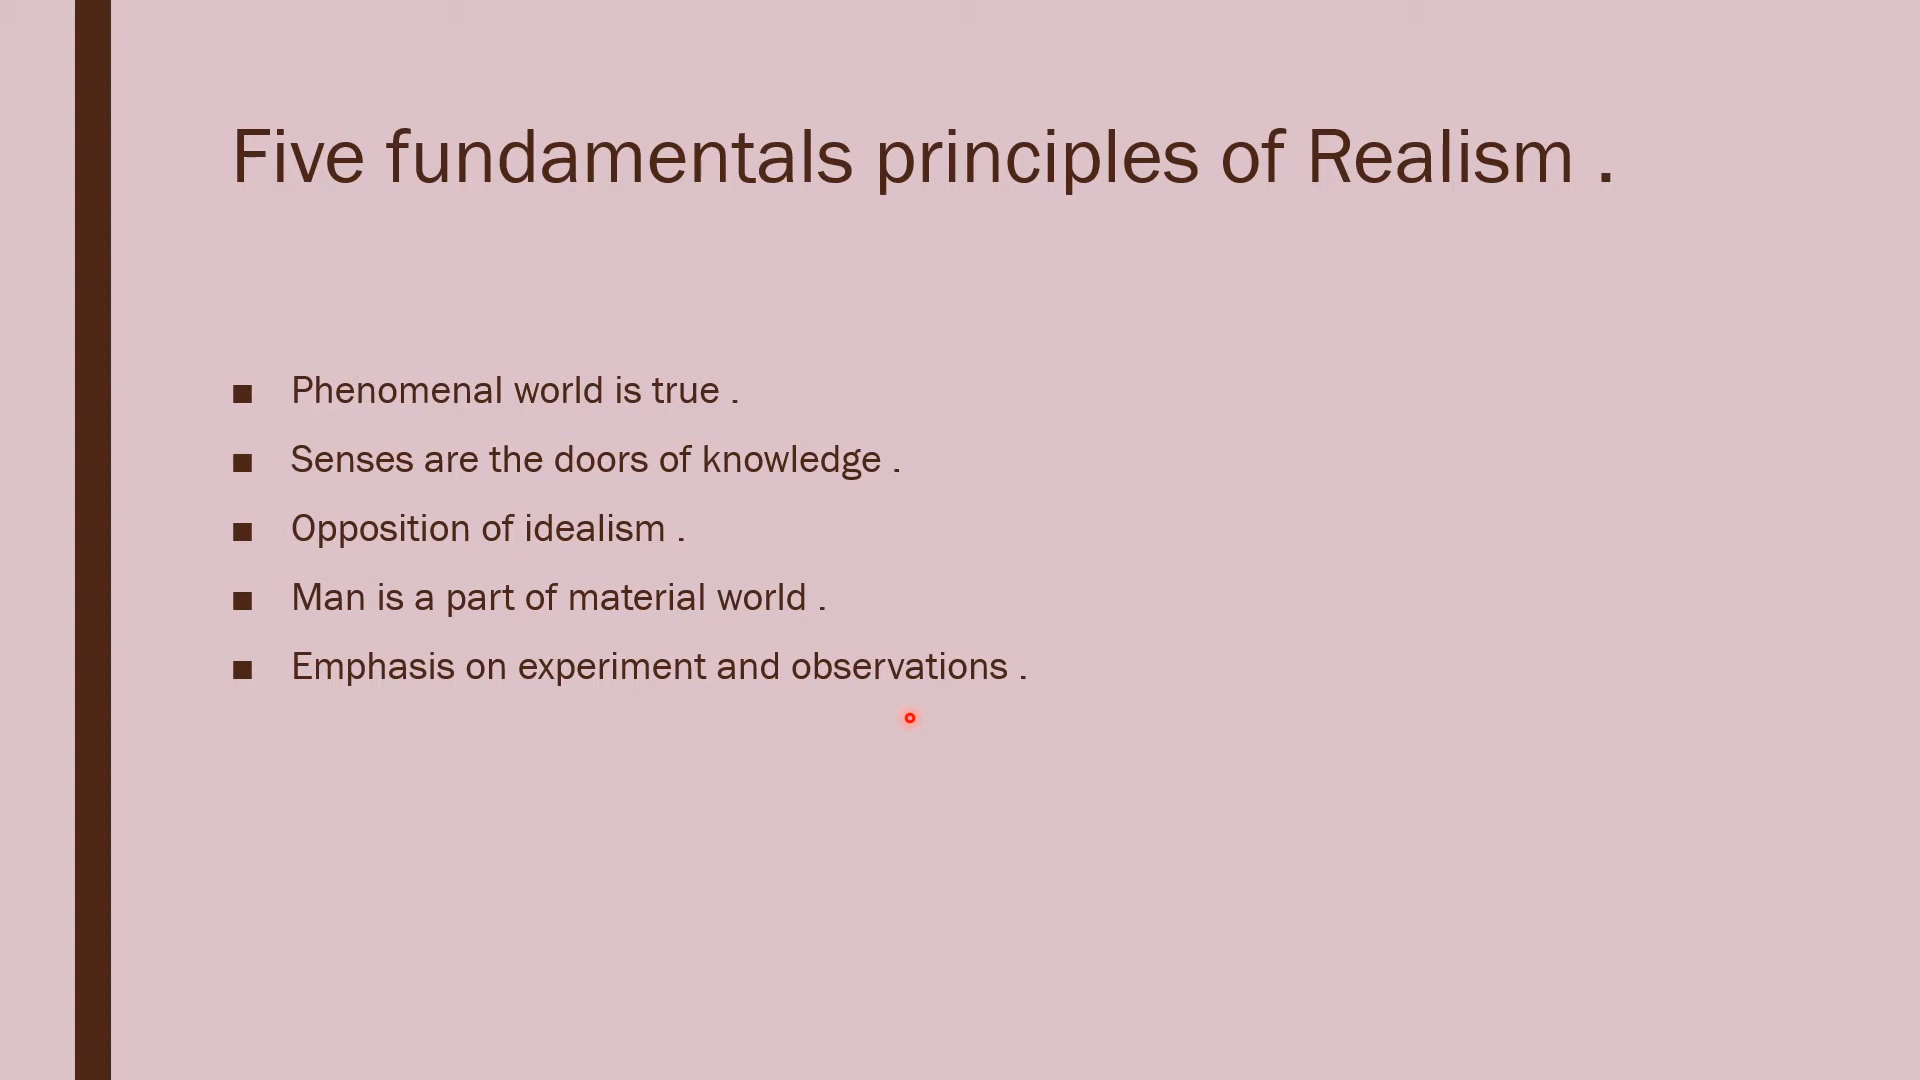 Five fundamentals principles of Realism .
■ Phenomenal world is true .
■ Senses are the doors of knowledge .
■ Opposition of idealism .
■ Man is a part of material world .
■ Emphasis on experiment and observations .